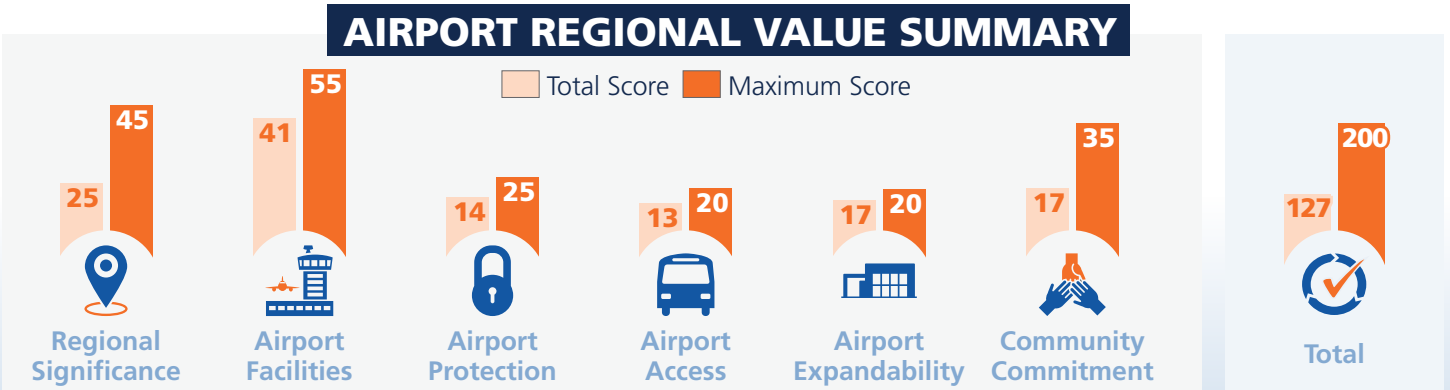 AIRPORT REGIONAL VALUE SUMMARY
Total Score Maximum Score
25 45
41 55
14 25
13 20
17 20
17 35
127 200
Regional
Significance
Airport
Facilities
Airport
Protection
Airport
Access
Airport
Expandability
Community
Commitment
Total